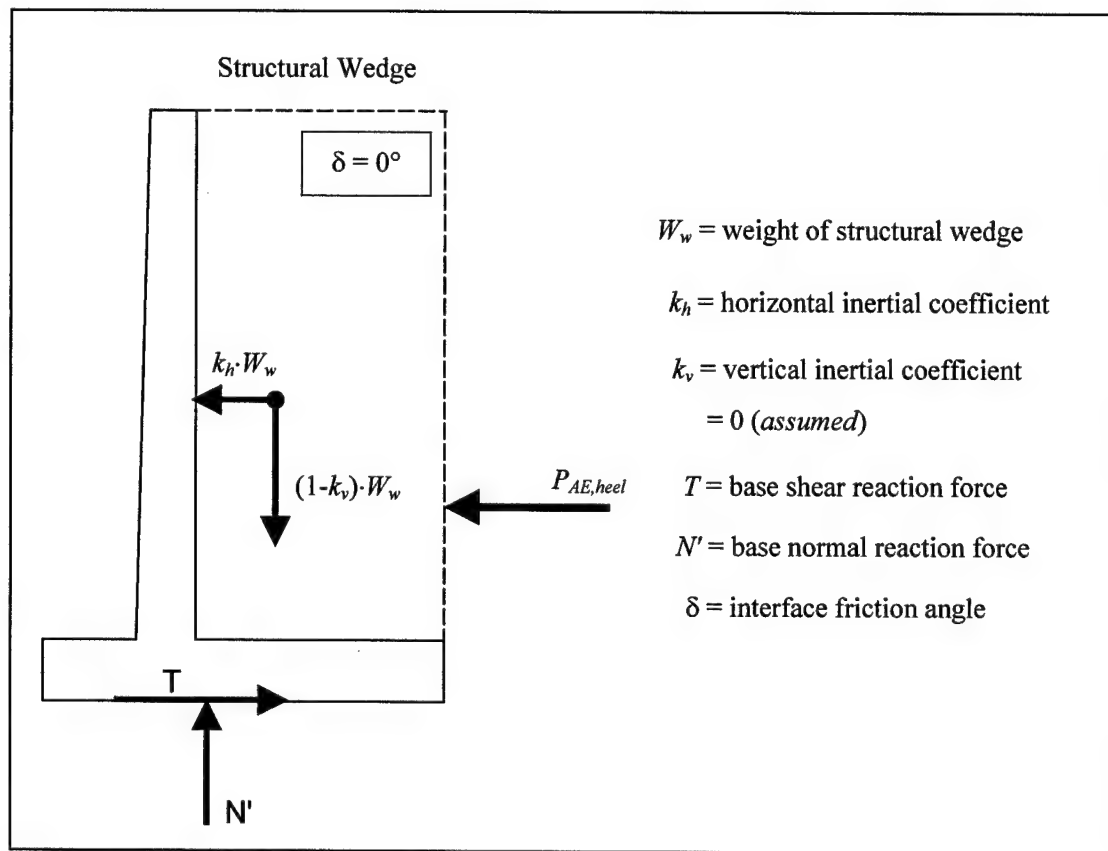 Structural Wedge
δ = 0°
k_h·W_w
(1-k_v)·W_w
P_AE,heel
T
N'
W_w = weight of structural wedge
k_h = horizontal inertial coefficient
k_v = vertical inertial coefficient
= 0 (assumed)
T = base shear reaction force
N' = base normal reaction force
δ = interface friction angle